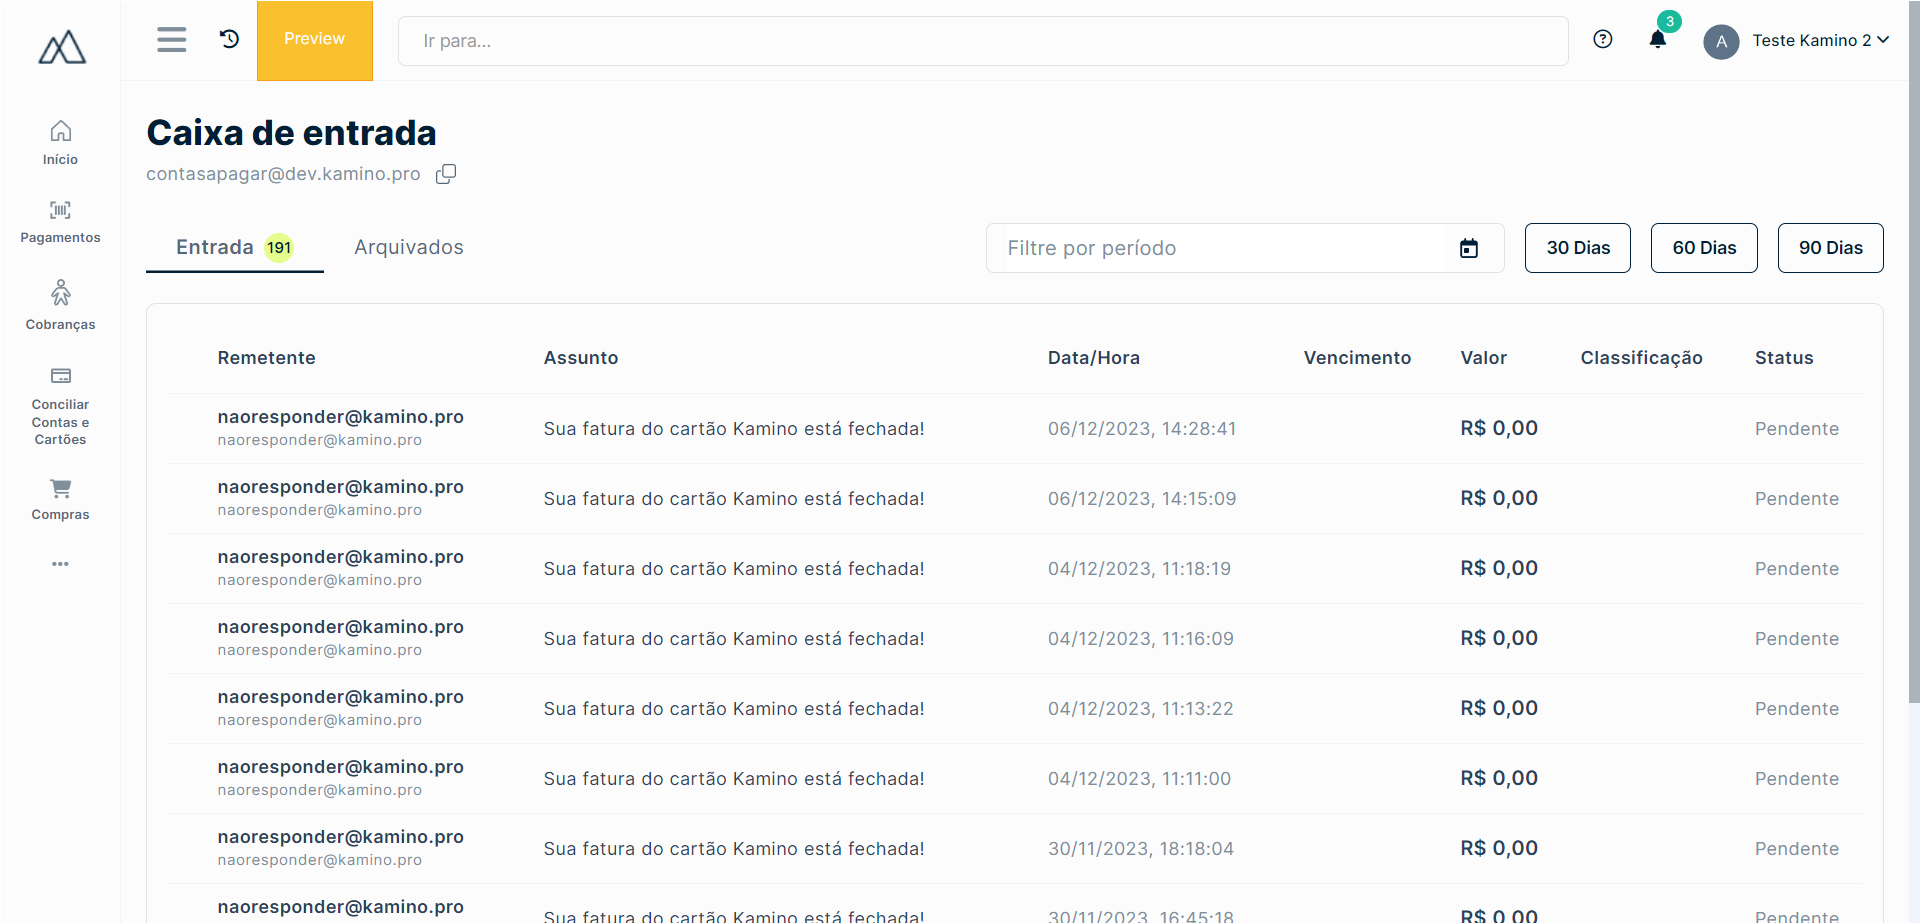 Preview
Ir para...
3
A
Teste Kamino 2
Início
Pagamentos
Cobranças
Conciliar
Contas e
Cartões
Compras
Caixa de entrada
contasapagar@dev.kamino.pro
Entrada 191
Arquivados
Filtre por período
30 Dias
60 Dias
90 Dias
Remetente Assunto Data/Hora Vencimento Valor Classificação Status
naoresponder@kamino.pro
naoresponder@kamino.pro
Sua fatura do cartão Kamino está fechada! 06/12/2023, 14:28:41 R$ 0,00 Pendente
naoresponder@kamino.pro
naoresponder@kamino.pro
Sua fatura do cartão Kamino está fechada! 06/12/2023, 14:15:09 R$ 0,00 Pendente
naoresponder@kamino.pro
naoresponder@kamino.pro
Sua fatura do cartão Kamino está fechada! 04/12/2023, 11:18:19 R$ 0,00 Pendente
naoresponder@kamino.pro
naoresponder@kamino.pro
Sua fatura do cartão Kamino está fechada! 04/12/2023, 11:16:09 R$ 0,00 Pendente
naoresponder@kamino.pro
naoresponder@kamino.pro
Sua fatura do cartão Kamino está fechada! 04/12/2023, 11:13:22 R$ 0,00 Pendente
naoresponder@kamino.pro
naoresponder@kamino.pro
Sua fatura do cartão Kamino está fechada! 04/12/2023, 11:11:00 R$ 0,00 Pendente
naoresponder@kamino.pro
naoresponder@kamino.pro
Sua fatura do cartão Kamino está fechada! 30/11/2023, 18:18:04 R$ 0,00 Pendente
naoresponder@kamino.pro
Sua fatura do cartão Kamino está fechada! 30/11/2023, 16:45:18 R$ 0,00 Pendente